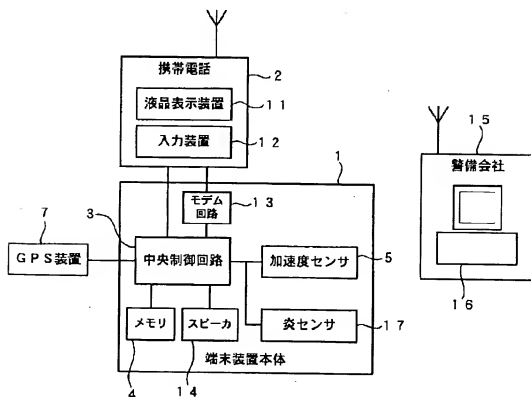 携帯電話
2
液晶表示装置
11
入力装置
12
15
警備会社
16
1
モデム
回路
13
3
7
GPS装置
中央制御回路
加速度センサ
5
メモリ
スピーカ
炎センサ
17
4
14
端末装置本体